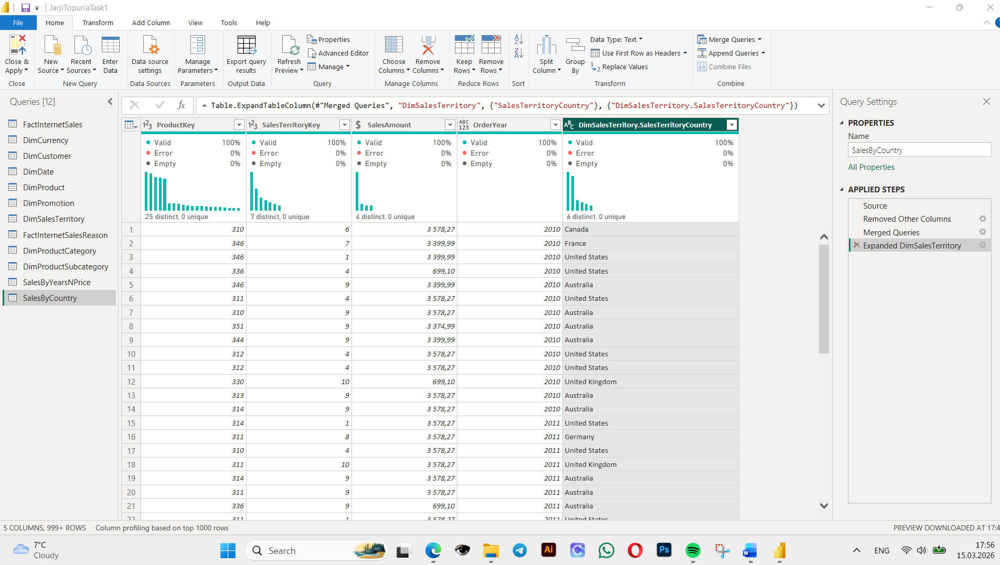 JarjiTopuriaTask1
File Home Transform Add Column View Tools Help
Close & Apply
New Source
Recent Sources
Enter Data
Data source settings
Manage Parameters
Export query results
Refresh Preview
Properties
Advanced Editor
Manage
Choose Columns
Remove Columns
Keep Rows
Remove Rows
Split Column
Group By
Data Type: Text
Use First Row as Headers
Replace Values
Merge Queries
Append Queries
Combine Files
Close
New Query
Data Sources
Parameters
Output Data
Query
Manage Columns
Reduce Rows
Sort
Transform
Combine
Queries [12]
FactInternetSales
DimCurrency
DimCustomer
DimDate
DimProduct
DimPromotion
DimSalesTerritory
FactInternetSalesReason
DimProductCategory
DimProductSubcategory
SalesByYearsNPrice
SalesByCountry
fx = Table.ExpandTableColumn(#"Merged Queries", "DimSalesTerritory", {"SalesTerritoryCountry"}, {"DimSalesTerritory.SalesTerritoryCountry"})
123 ProductKey 123 SalesTerritoryKey $ SalesAmount ABC 123 OrderYear ABC DimSalesTerritory.SalesTerritoryCountry
Valid 100% Valid 100% Valid 100% Valid 100% Valid 100%
Error 0% Error 0% Error 0% Error 0% Error 0%
Empty 0% Empty 0% Empty 0% Empty 0% Empty 0%
25 distinct, 0 unique 7 distinct, 0 unique 4 distinct, 0 unique 6 distinct, 0 unique
1 310 6 3 578,27 2010 Canada
2 346 7 3 399,99 2010 France
3 346 1 3 399,99 2010 United States
4 336 4 699,10 2010 United States
5 346 9 3 399,99 2010 Australia
6 311 4 3 578,27 2010 United States
7 310 9 3 578,27 2010 Australia
8 351 9 3 374,99 2010 Australia
9 344 9 3 399,99 2010 Australia
10 312 4 3 578,27 2010 United States
11 312 4 3 578,27 2010 United States
12 330 10 699,10 2010 United Kingdom
13 313 9 3 578,27 2010 Australia
14 314 9 3 578,27 2010 Australia
15 314 1 3 578,27 2011 United States
16 311 8 3 578,27 2011 Germany
17 310 4 3 578,27 2011 United States
18 311 10 3 578,27 2011 United Kingdom
19 314 9 3 578,27 2011 Australia
20 311 9 3 578,27 2011 Australia
21 336 9 699,10 2011 Australia
22 311 1 3 578,27 2011 United States
Query Settings
PROPERTIES
Name
SalesByCountry
All Properties
APPLIED STEPS
Source
Removed Other Columns
Merged Queries
Expanded DimSalesTerritory
5 COLUMNS, 999+ ROWS Column profiling based on top 1000 rows PREVIEW DOWNLOADED AT 17:4
7°C
Cloudy
Search
Ai
Ps
W
ENG
17:56
15.03.2026